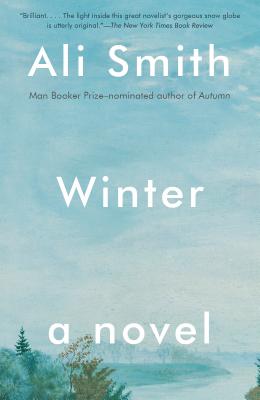 "Brilliant. . . . The light inside this great novelist's gorgeous snow globe
is utterly original."—The New York Times Book Review
Ali Smith
Man Booker Prize–nominated author of Autumn
Winter
a novel